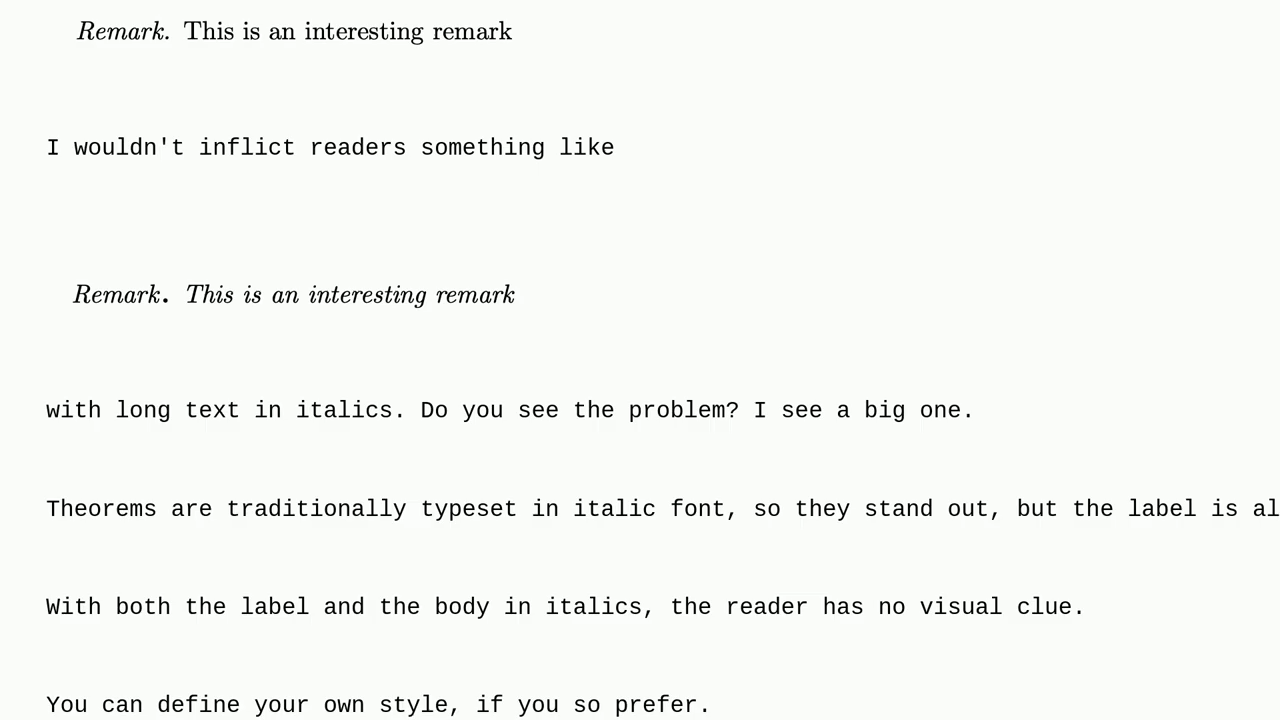 Remark. This is an interesting remark
I wouldn't inflict readers something like
Remark. This is an interesting remark
with long text in italics. Do you see the problem? I see a big one.
Theorems are traditionally typeset in italic font, so they stand out, but the label is al
With both the label and the body in italics, the reader has no visual clue.
You can define your own style, if you so prefer.